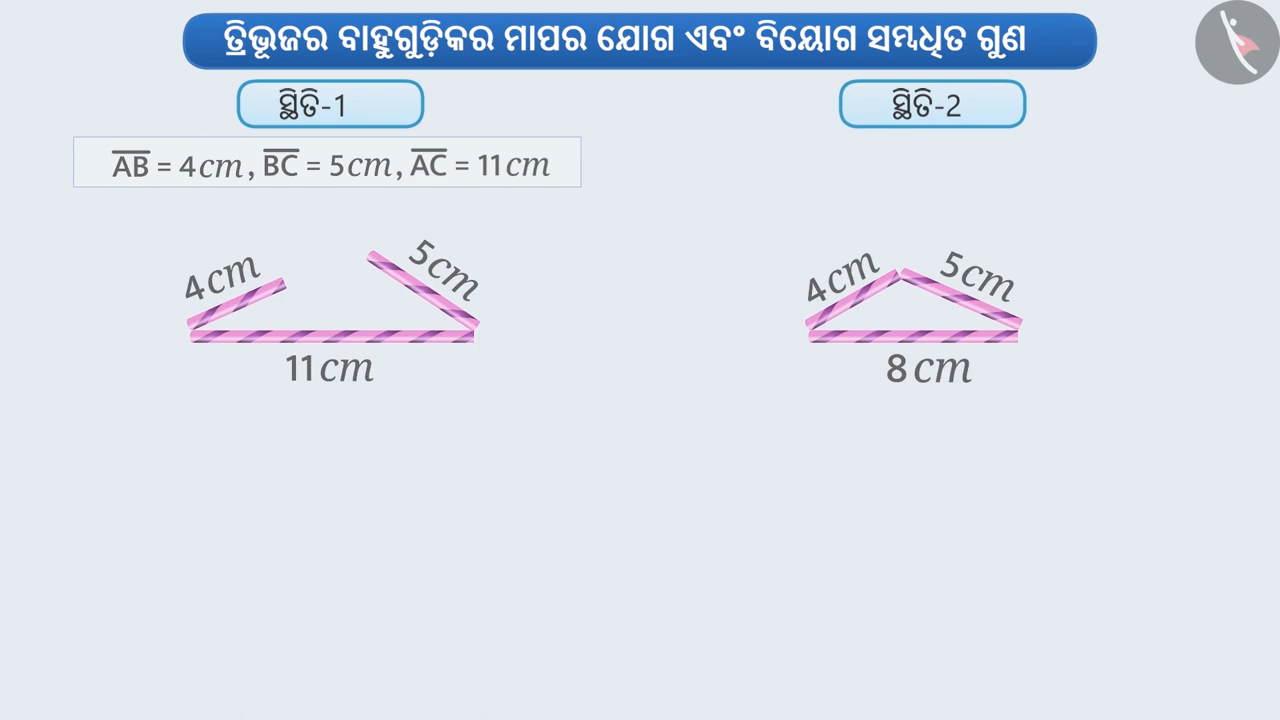 ତ୍ରିଭୂଜର ବାହୁଗୁଡ଼ିକର ମାପର ଯୋଗ ଏବଂ ବିୟୋଗ ସମ୍ବଧିତ ଗୁଣ
ସ୍ଥିତି-1
ସ୍ଥିତି-2
AB = 4cm, BC = 5cm, AC = 11cm
4cm
5cm
11cm
4cm
5cm
8cm